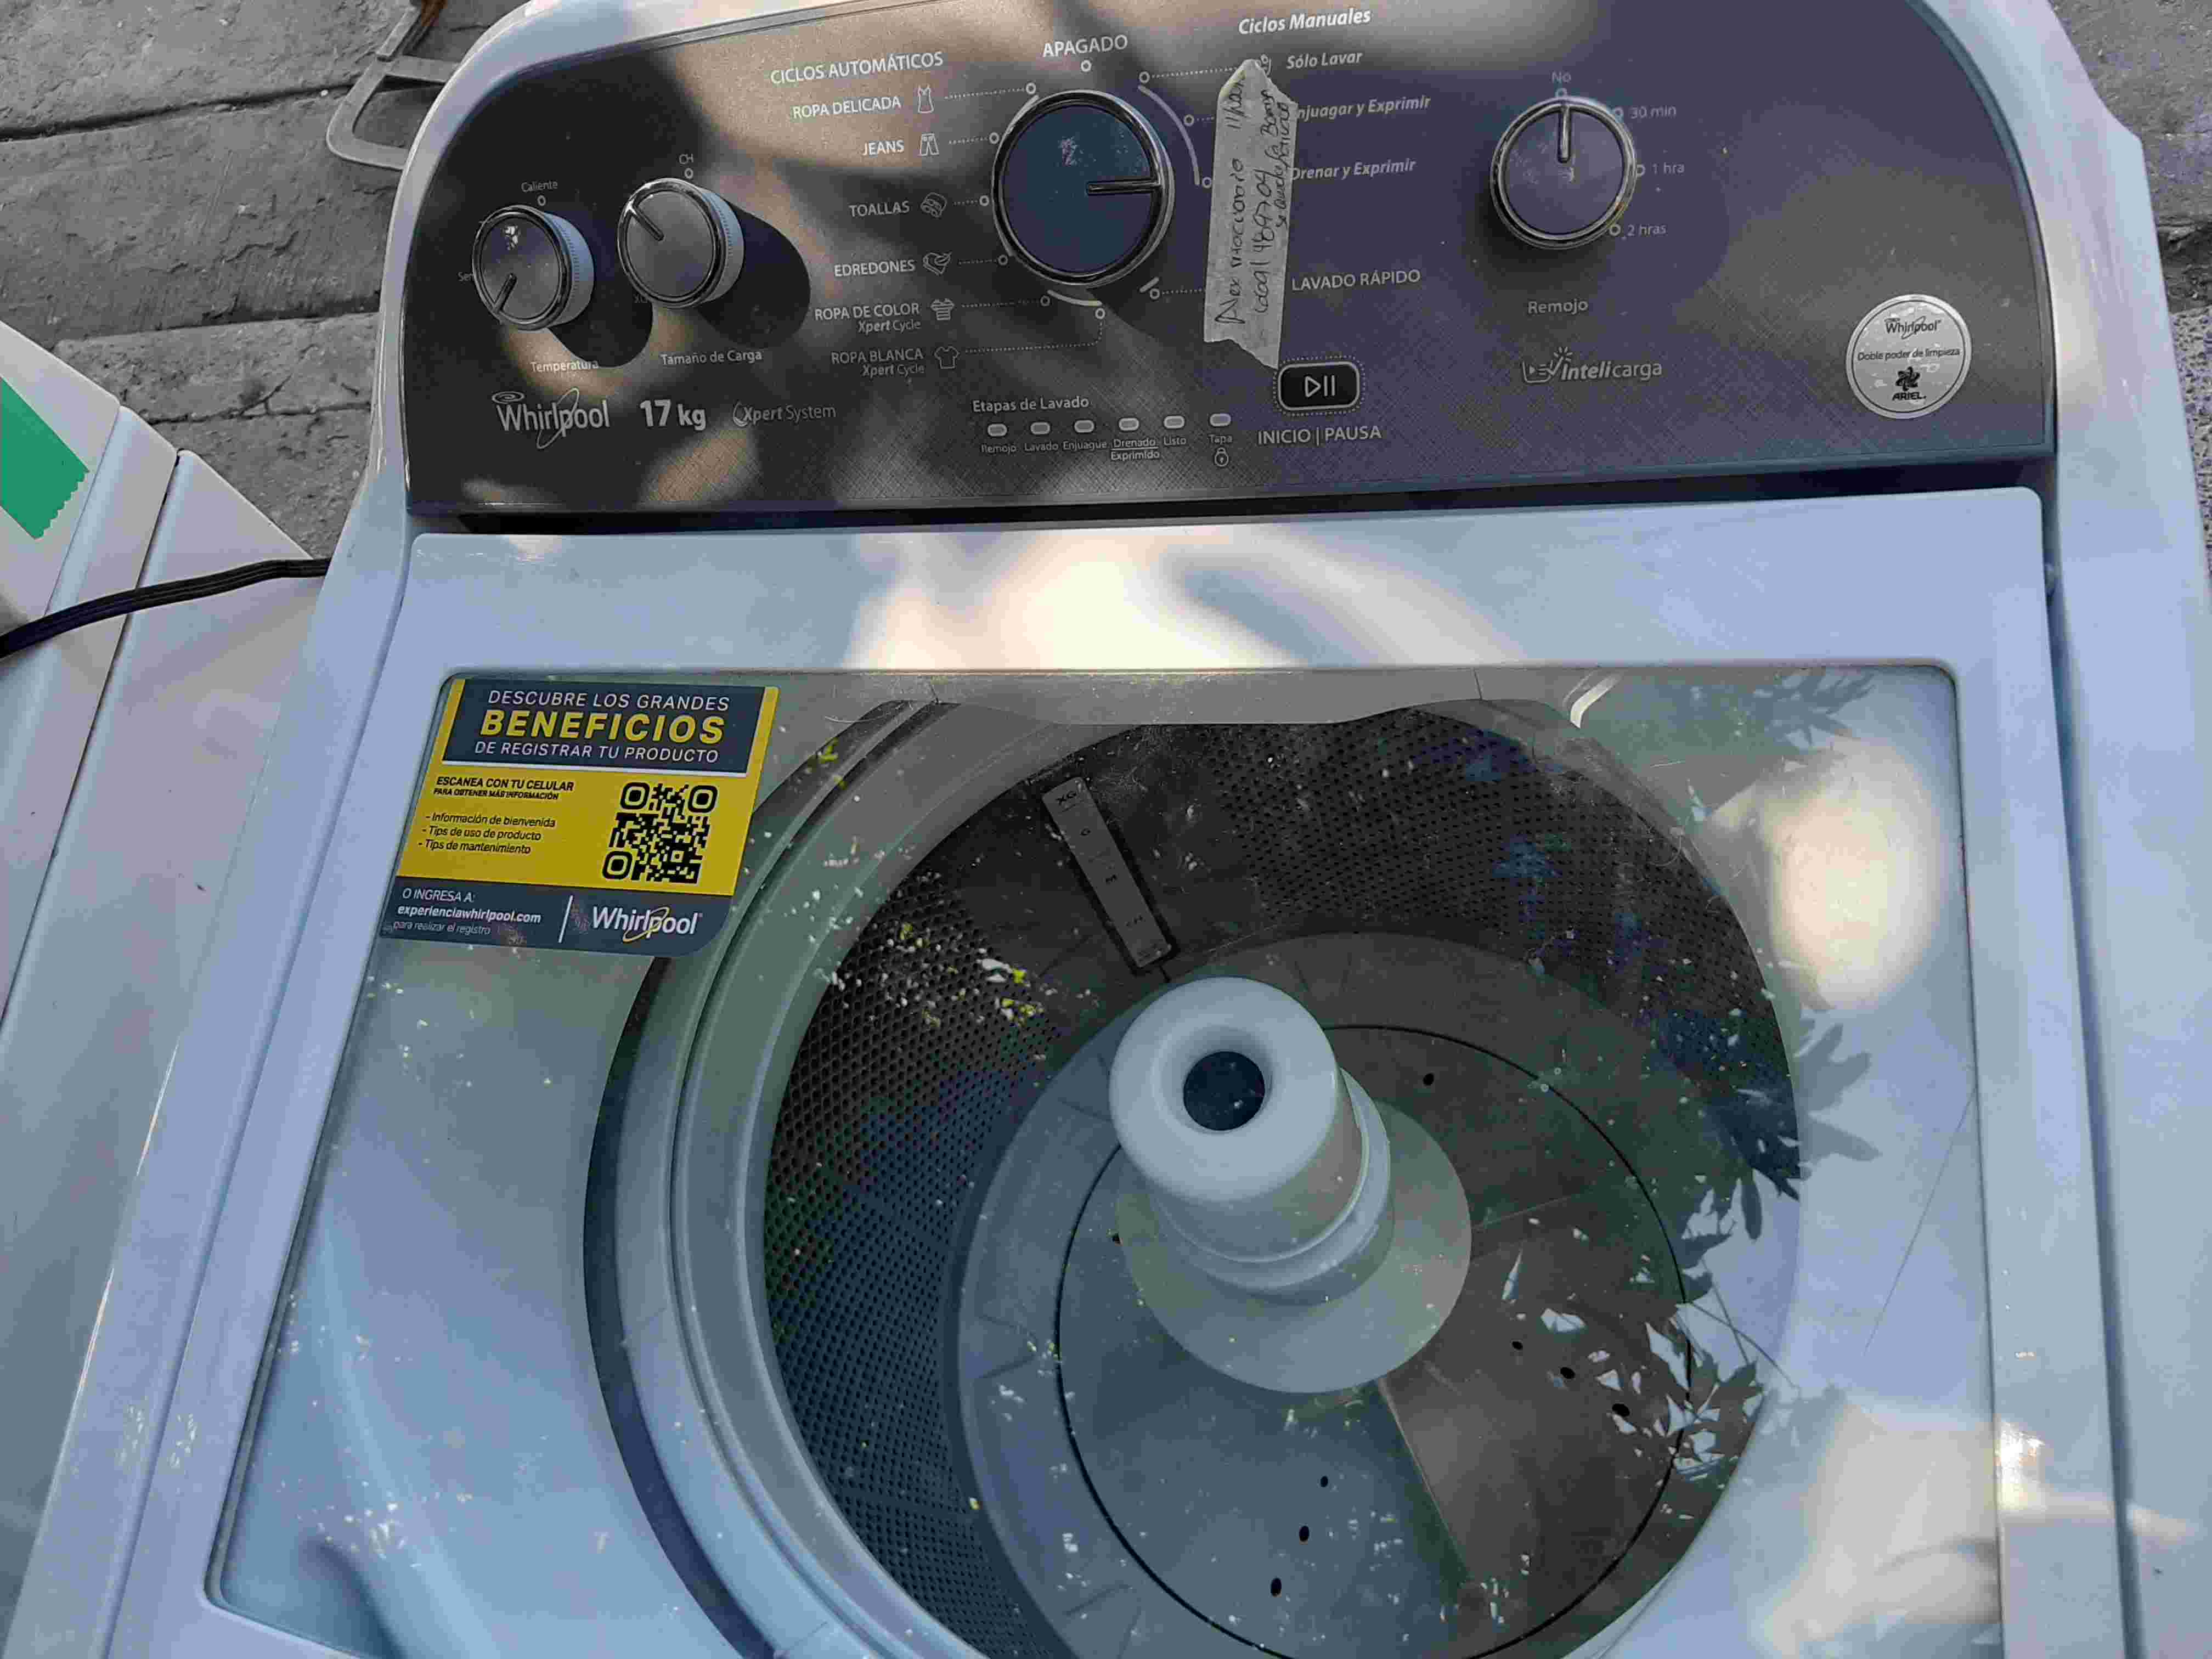 Ciclos Manuales
CICLOS AUTOMÁTICOS
APAGADO
Sólo Lavar
ROPA DELICADA
njuagar y Exprimir
JEANS
Drenar y Exprimir
TOALLAS
EDREDONES
LAVADO RÁPIDO
ROPA DE COLOR
Xpert Cycle
ROPA BLANCA
Xpert Cycle
No
30 min
1 hra
2 hras
Remojo
Caliente
CH
Temperatura
Tamaño de Carga
XG
Whirlpool 17 kg Xpert System
Etapas de Lavado
Remojo Lavado Enjuague Drenado Listo Tapa
Exprimido
INICIO | PAUSA
Intelicarga
Whirlpool
Doble poder de limpieza
ARIEL
DESCUBRE LOS GRANDES
BENEFICIOS
DE REGISTRAR TU PRODUCTO
ESCANEA CON TU CELULAR
PARA OBTENER MÁS INFORMACIÓN
- Información de bienvenida
- Tips de uso de producto
- Tips de mantenimiento
O INGRESA A:
experienciawhirlpool.com
para realizar el registro
Whirlpool
XG
G
M